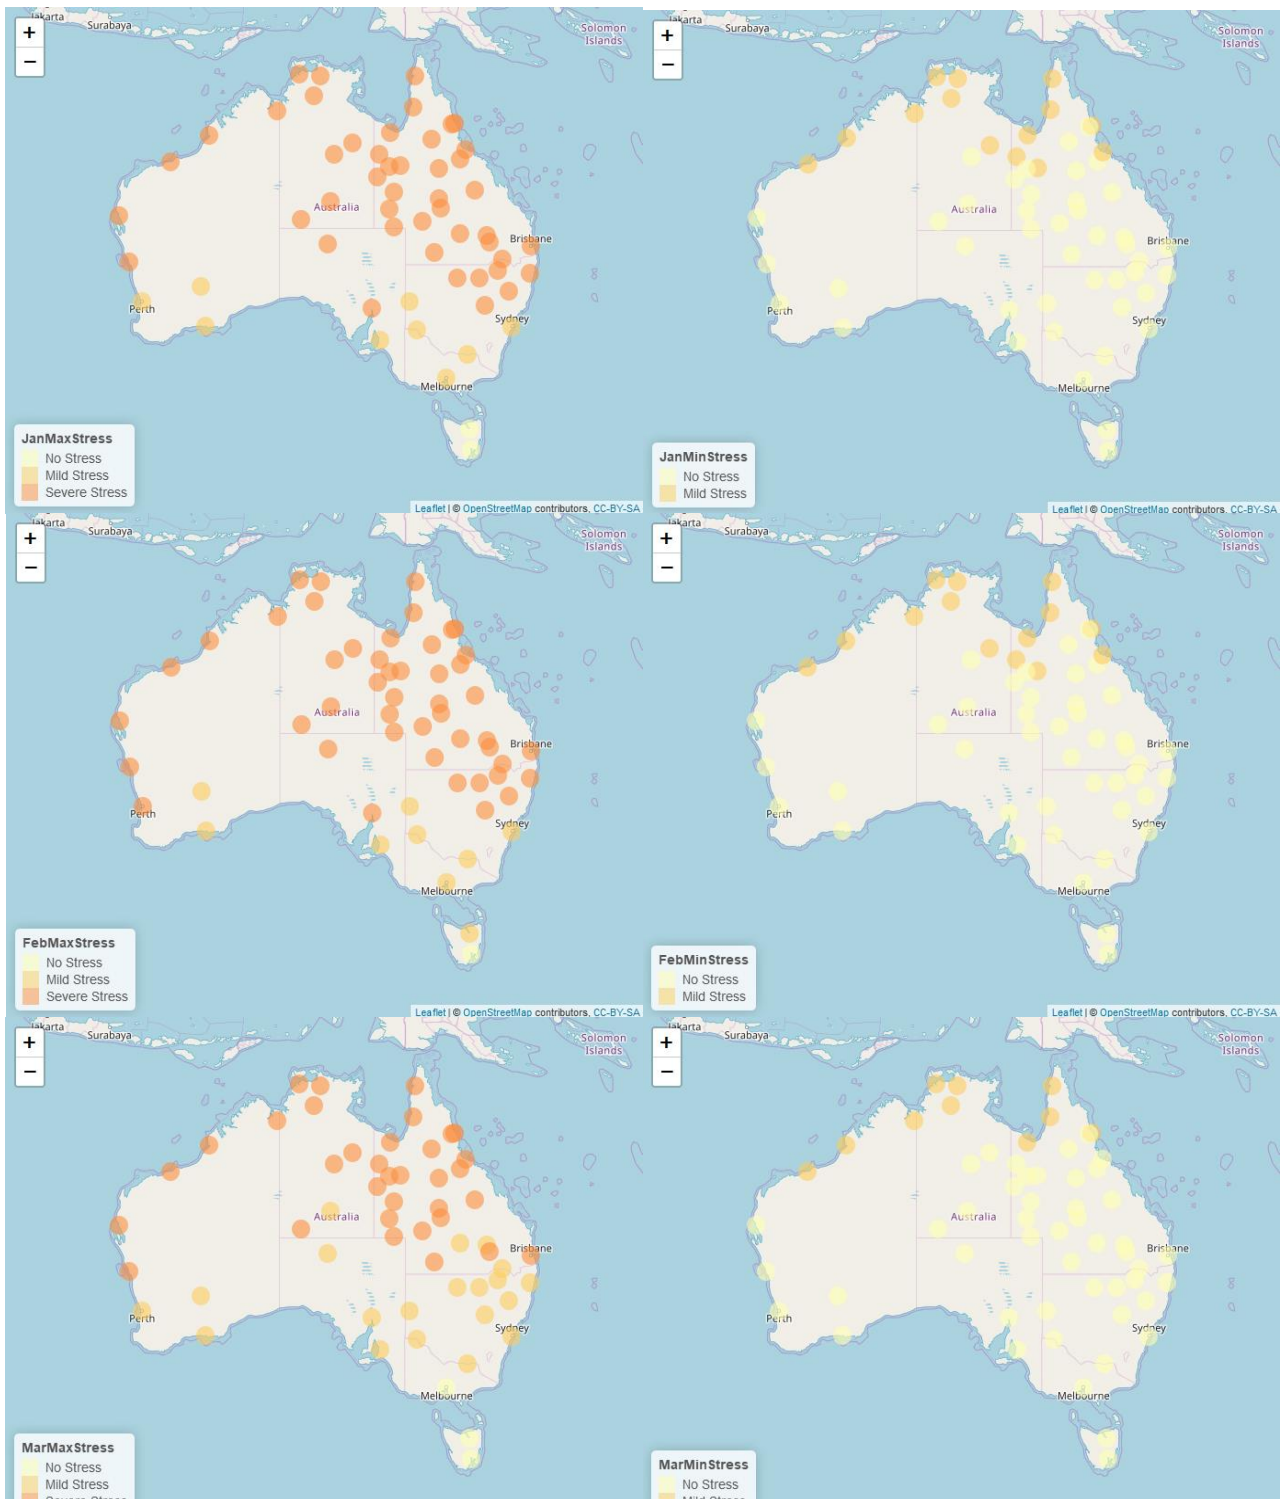 +
−
Jakarta
Surabaya
Solomon
Islands
Australia
Brisbane
Perth
Sydney
Melbourne
JanMaxStress
No Stress
Mild Stress
Severe Stress
Leaflet | © OpenStreetMap contributors, CC-BY-SA
+
−
Jakarta
Surabaya
Solomon
Islands
Australia
Brisbane
Perth
Sydney
Melbourne
JanMinStress
No Stress
Mild Stress
Leaflet | © OpenStreetMap contributors, CC-BY-SA
+
−
Jakarta
Surabaya
Solomon
Islands
Australia
Brisbane
Perth
Sydney
Melbourne
FebMaxStress
No Stress
Mild Stress
Severe Stress
Leaflet | © OpenStreetMap contributors, CC-BY-SA
+
−
Jakarta
Surabaya
Solomon
Islands
Australia
Brisbane
Perth
Sydney
Melbourne
FebMinStress
No Stress
Mild Stress
Leaflet | © OpenStreetMap contributors, CC-BY-SA
+
−
Jakarta
Surabaya
Solomon
Islands
Australia
Brisbane
Perth
Sydney
Melbourne
MarMaxStress
No Stress
Mild Stress
Severe Stress
+
−
Jakarta
Surabaya
Solomon
Islands
Australia
Brisbane
Perth
Sydney
Melbourne
MarMinStress
No Stress
Mild Stress